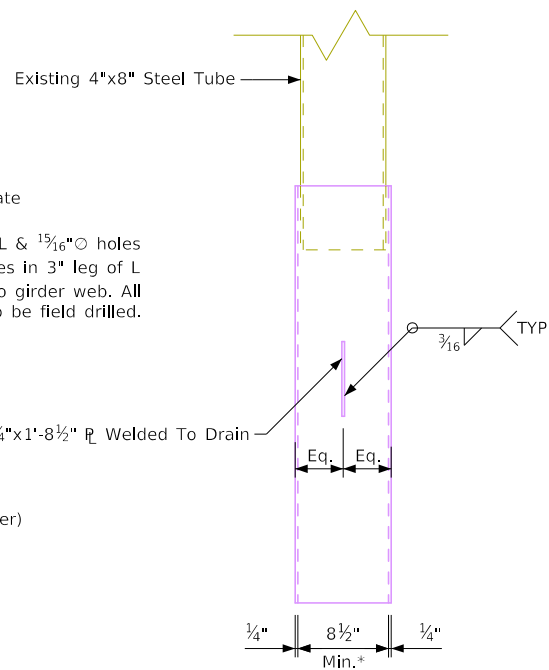 Existing 4"x8" Steel Tube
ate
L & 15/16"∅ holes
es in 3" leg of L
o girder web. All
o be field drilled.
3/16
TYP
¼"x1'-8½" ℄ Welded To Drain
Eq. Eq.
er)
¼" 8½" ¼"
Min.*